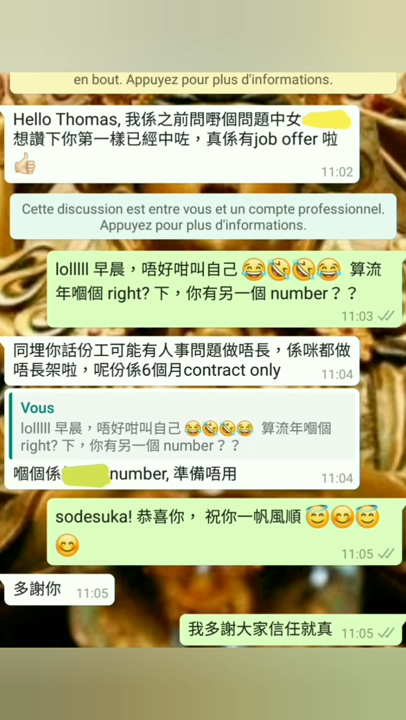 en bout. Appuyez pour plus d'informations.
Hello Thomas, 我係之前問嘢個問題中女
想讚下你第一樣已經中咗，真係有job offer 啦
👍🏻
11:02
Cette discussion est entre vous et un compte professionnel.
Appuyez pour plus d'informations.
lolllll 早晨，唔好咁叫自己 😂🤣🤣😂 算流
年嗰個 right? 下，你有另一個 number？？
11:03
同埋你話份工可能有人事問題做唔長，係咪都做
唔長架啦，呢份係6個月contract only
11:04
Vous
lolllll 早晨，唔好咁叫自己 😂🤣🤣😂 算流年嗰個
right? 下，你有另一個 number？？
嗰個係 number, 準備唔用
11:04
sodesuka! 恭喜你， 祝你一帆風順 😇😊😇
😊
11:05
多謝你
11:05
我多謝大家信任就真
11:05